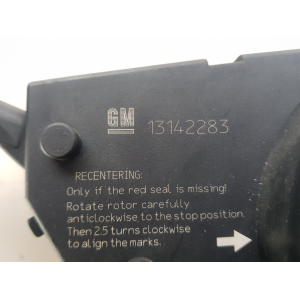 GM 13142283
RECENTERING:
Only if the red seal is missing!
Rotate rotor carefully
anticlockwise to the stop position.
Then 2.5 turns clockwise
to align the marks.